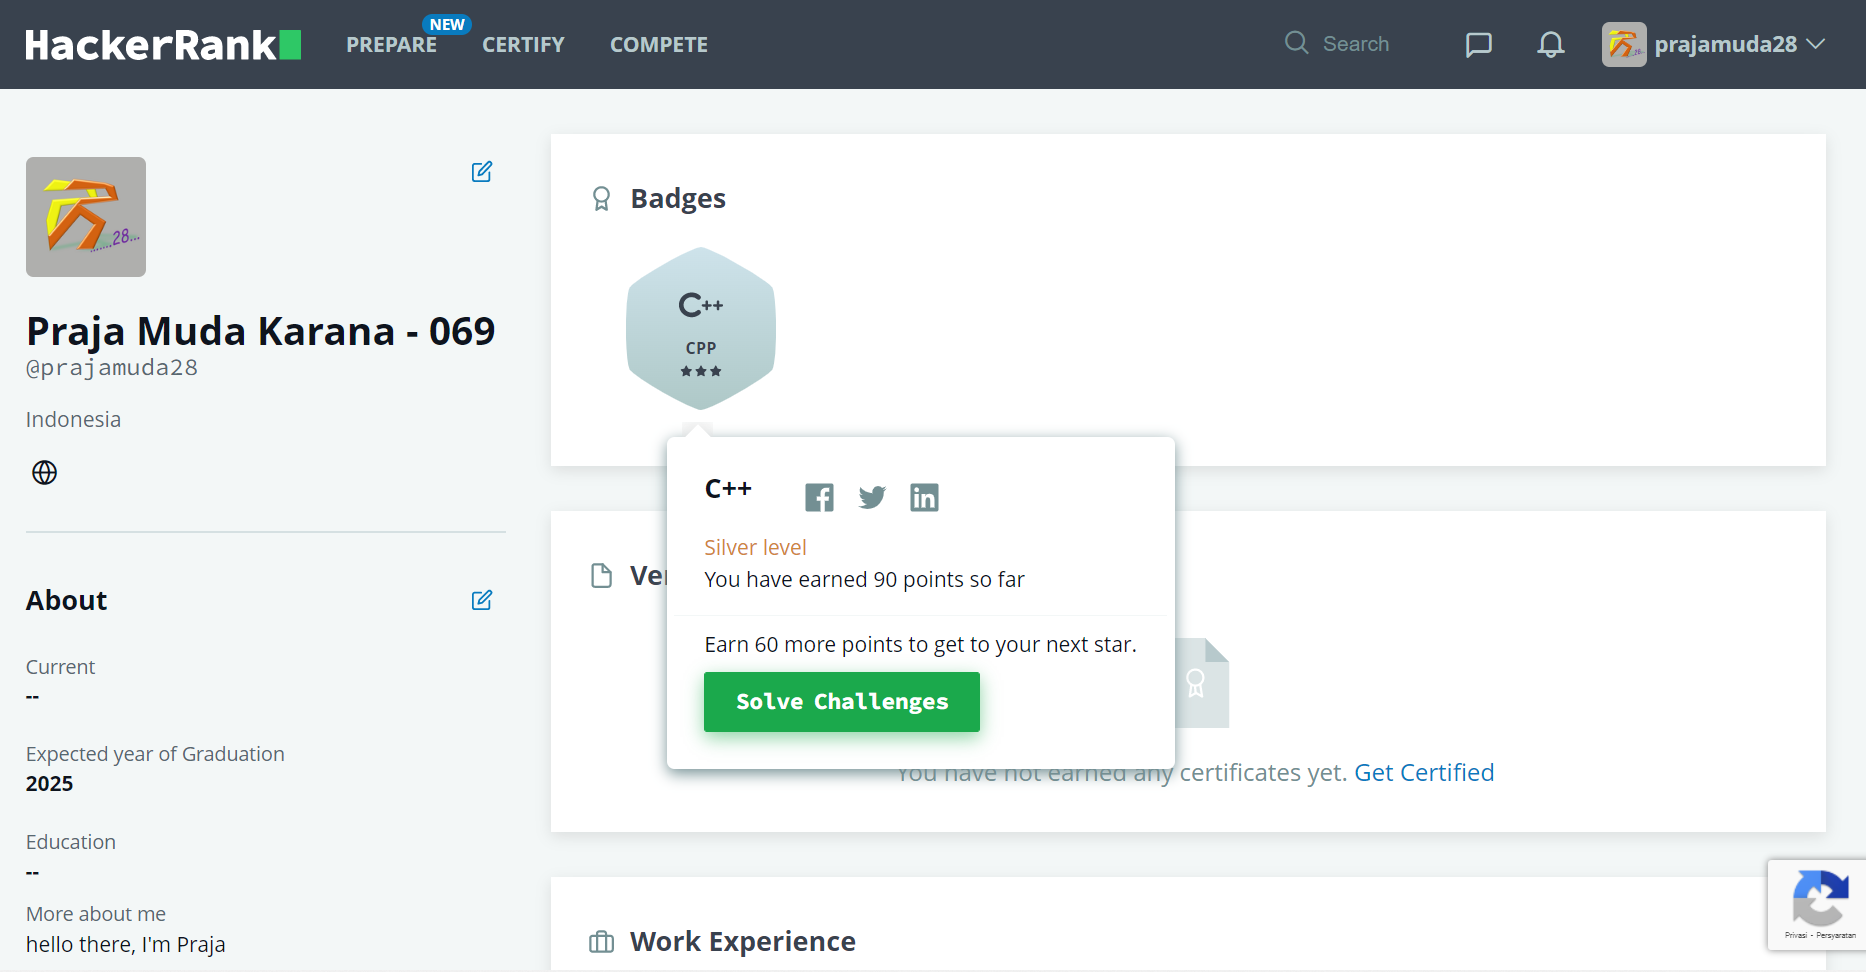 HackerRank
PREPARE
NEW
CERTIFY
COMPETE
Search
prajamuda28
28
Praja Muda Karana - 069
@prajamuda28
Indonesia
About
Current
--
Expected year of Graduation
2025
Education
--
More about me
hello there, I'm Praja
Badges
C++
CPP
C++
Silver level
You have earned 90 points so far
Earn 60 more points to get to your next star.
Solve Challenges
You have not earned any certificates yet. Get Certified
Work Experience
Privasi - Persyaratan